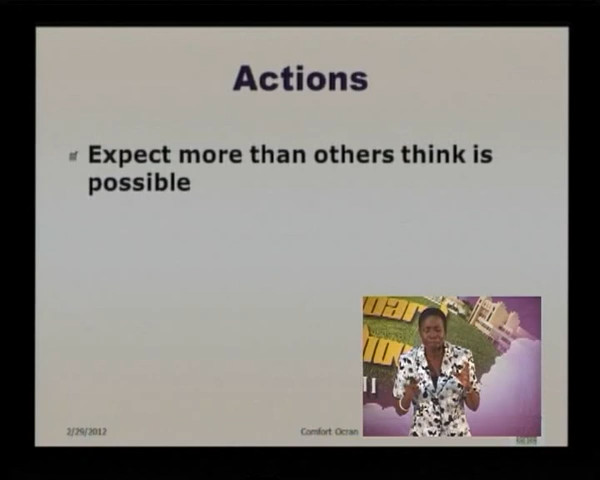 Actions
Expect more than others think is
possible
2/29/2012
Comfort Ocran